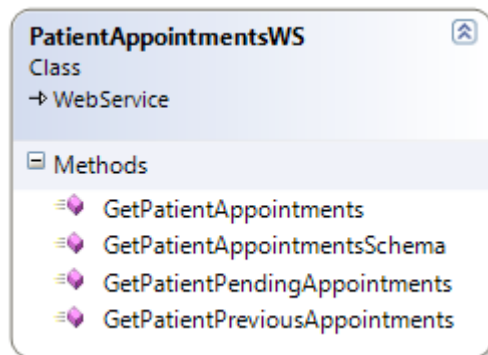 PatientAppointmentsWS
Class
WebService
Methods
GetPatientAppointments
GetPatientAppointmentsSchema
GetPatientPendingAppointments
GetPatientPreviousAppointments